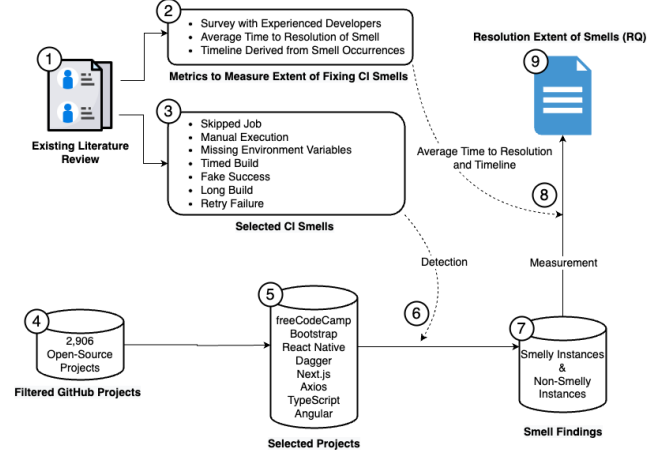 1
Existing Literature
Review
2
Survey with Experienced Developers
Average Time to Resolution of Smell
Timeline Derived from Smell Occurrences
Metrics to Measure Extent of Fixing CI Smells
3
Skipped Job
Manual Execution
Missing Environment Variables
Timed Build
Fake Success
Long Build
Retry Failure
Selected CI Smells
Resolution Extent of Smells (RQ)
9
Average Time to Resolution
and Timeline
8
Detection
Measurement
6
4
2,906
Open-Source
Projects
Filtered GitHub Projects
5
freeCodeCamp
Bootstrap
React Native
Dagger
Next.js
Axios
TypeScript
Angular
Selected Projects
7
Smelly Instances
&
Non-Smelly
Instances
Smell Findings